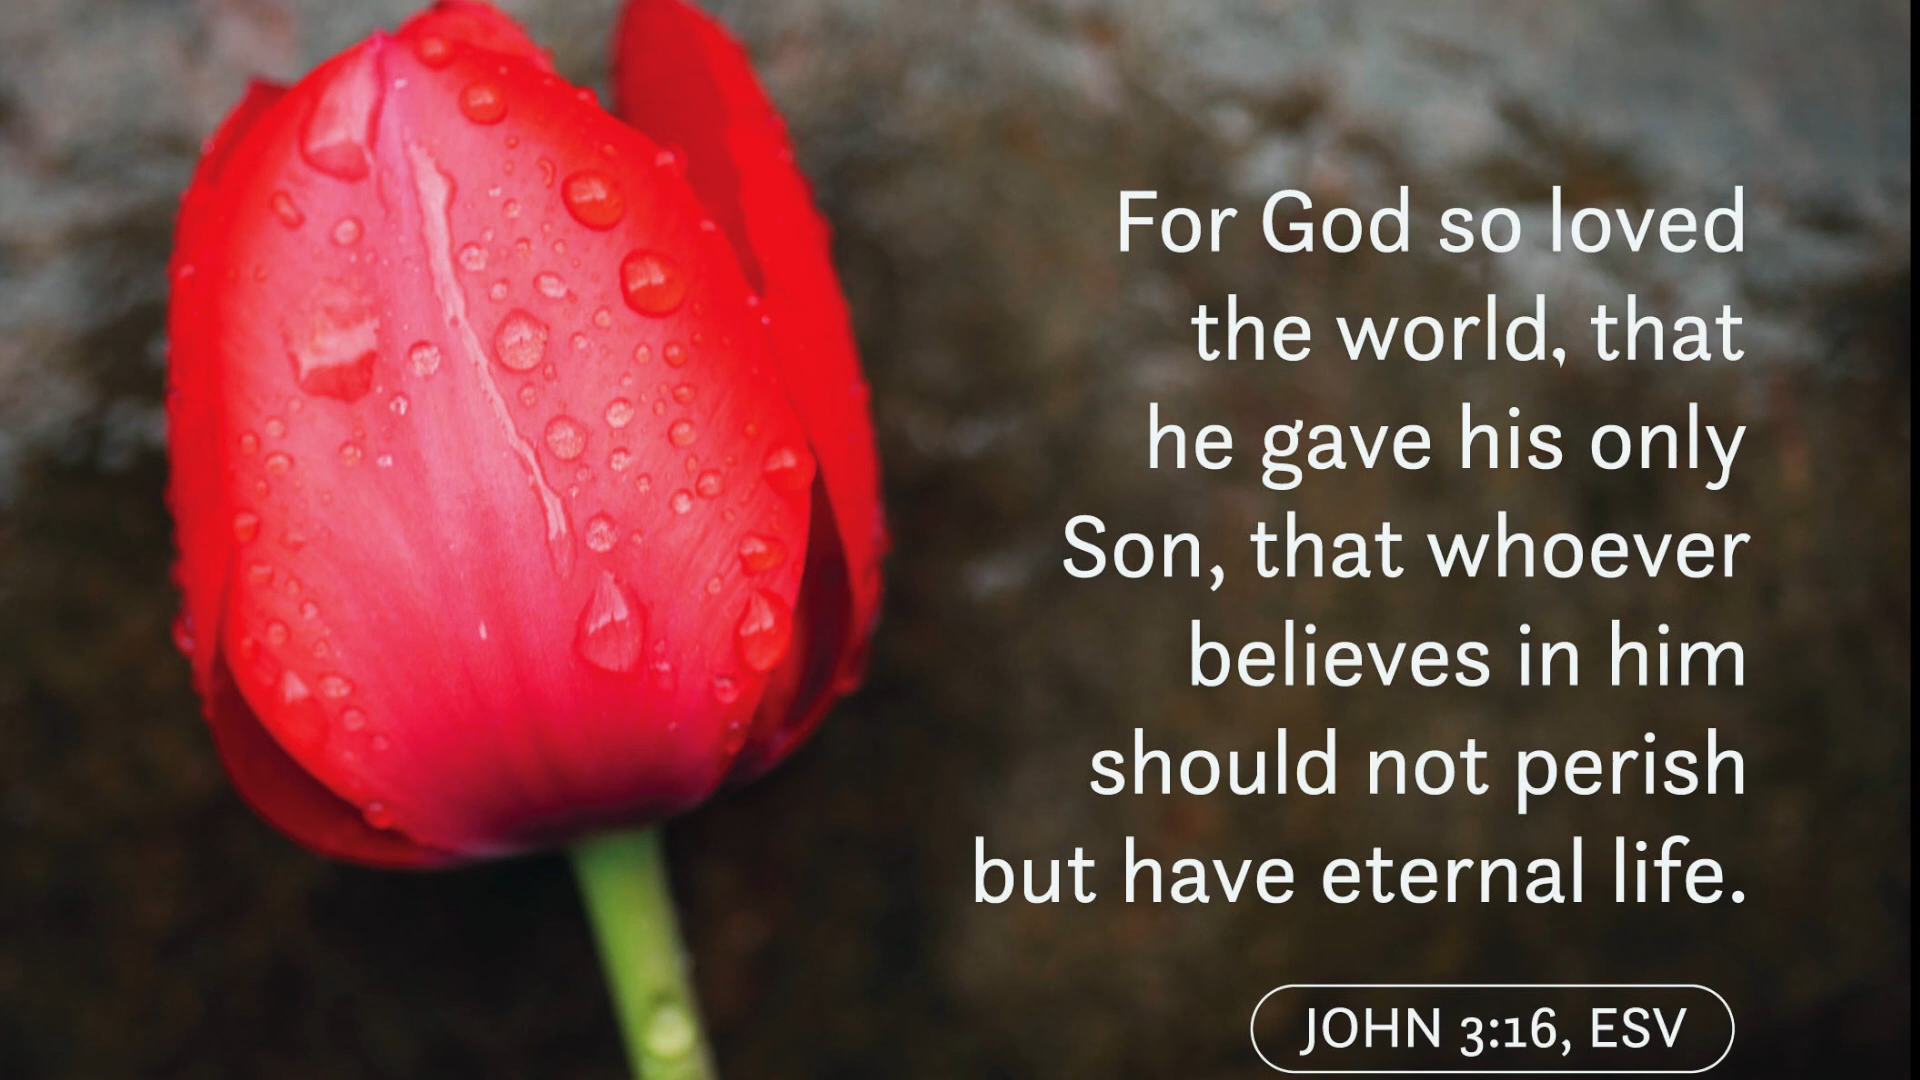 For God so loved
the world, that
he gave his only
Son, that whoever
believes in him
should not perish
but have eternal life.
JOHN 3:16, ESV